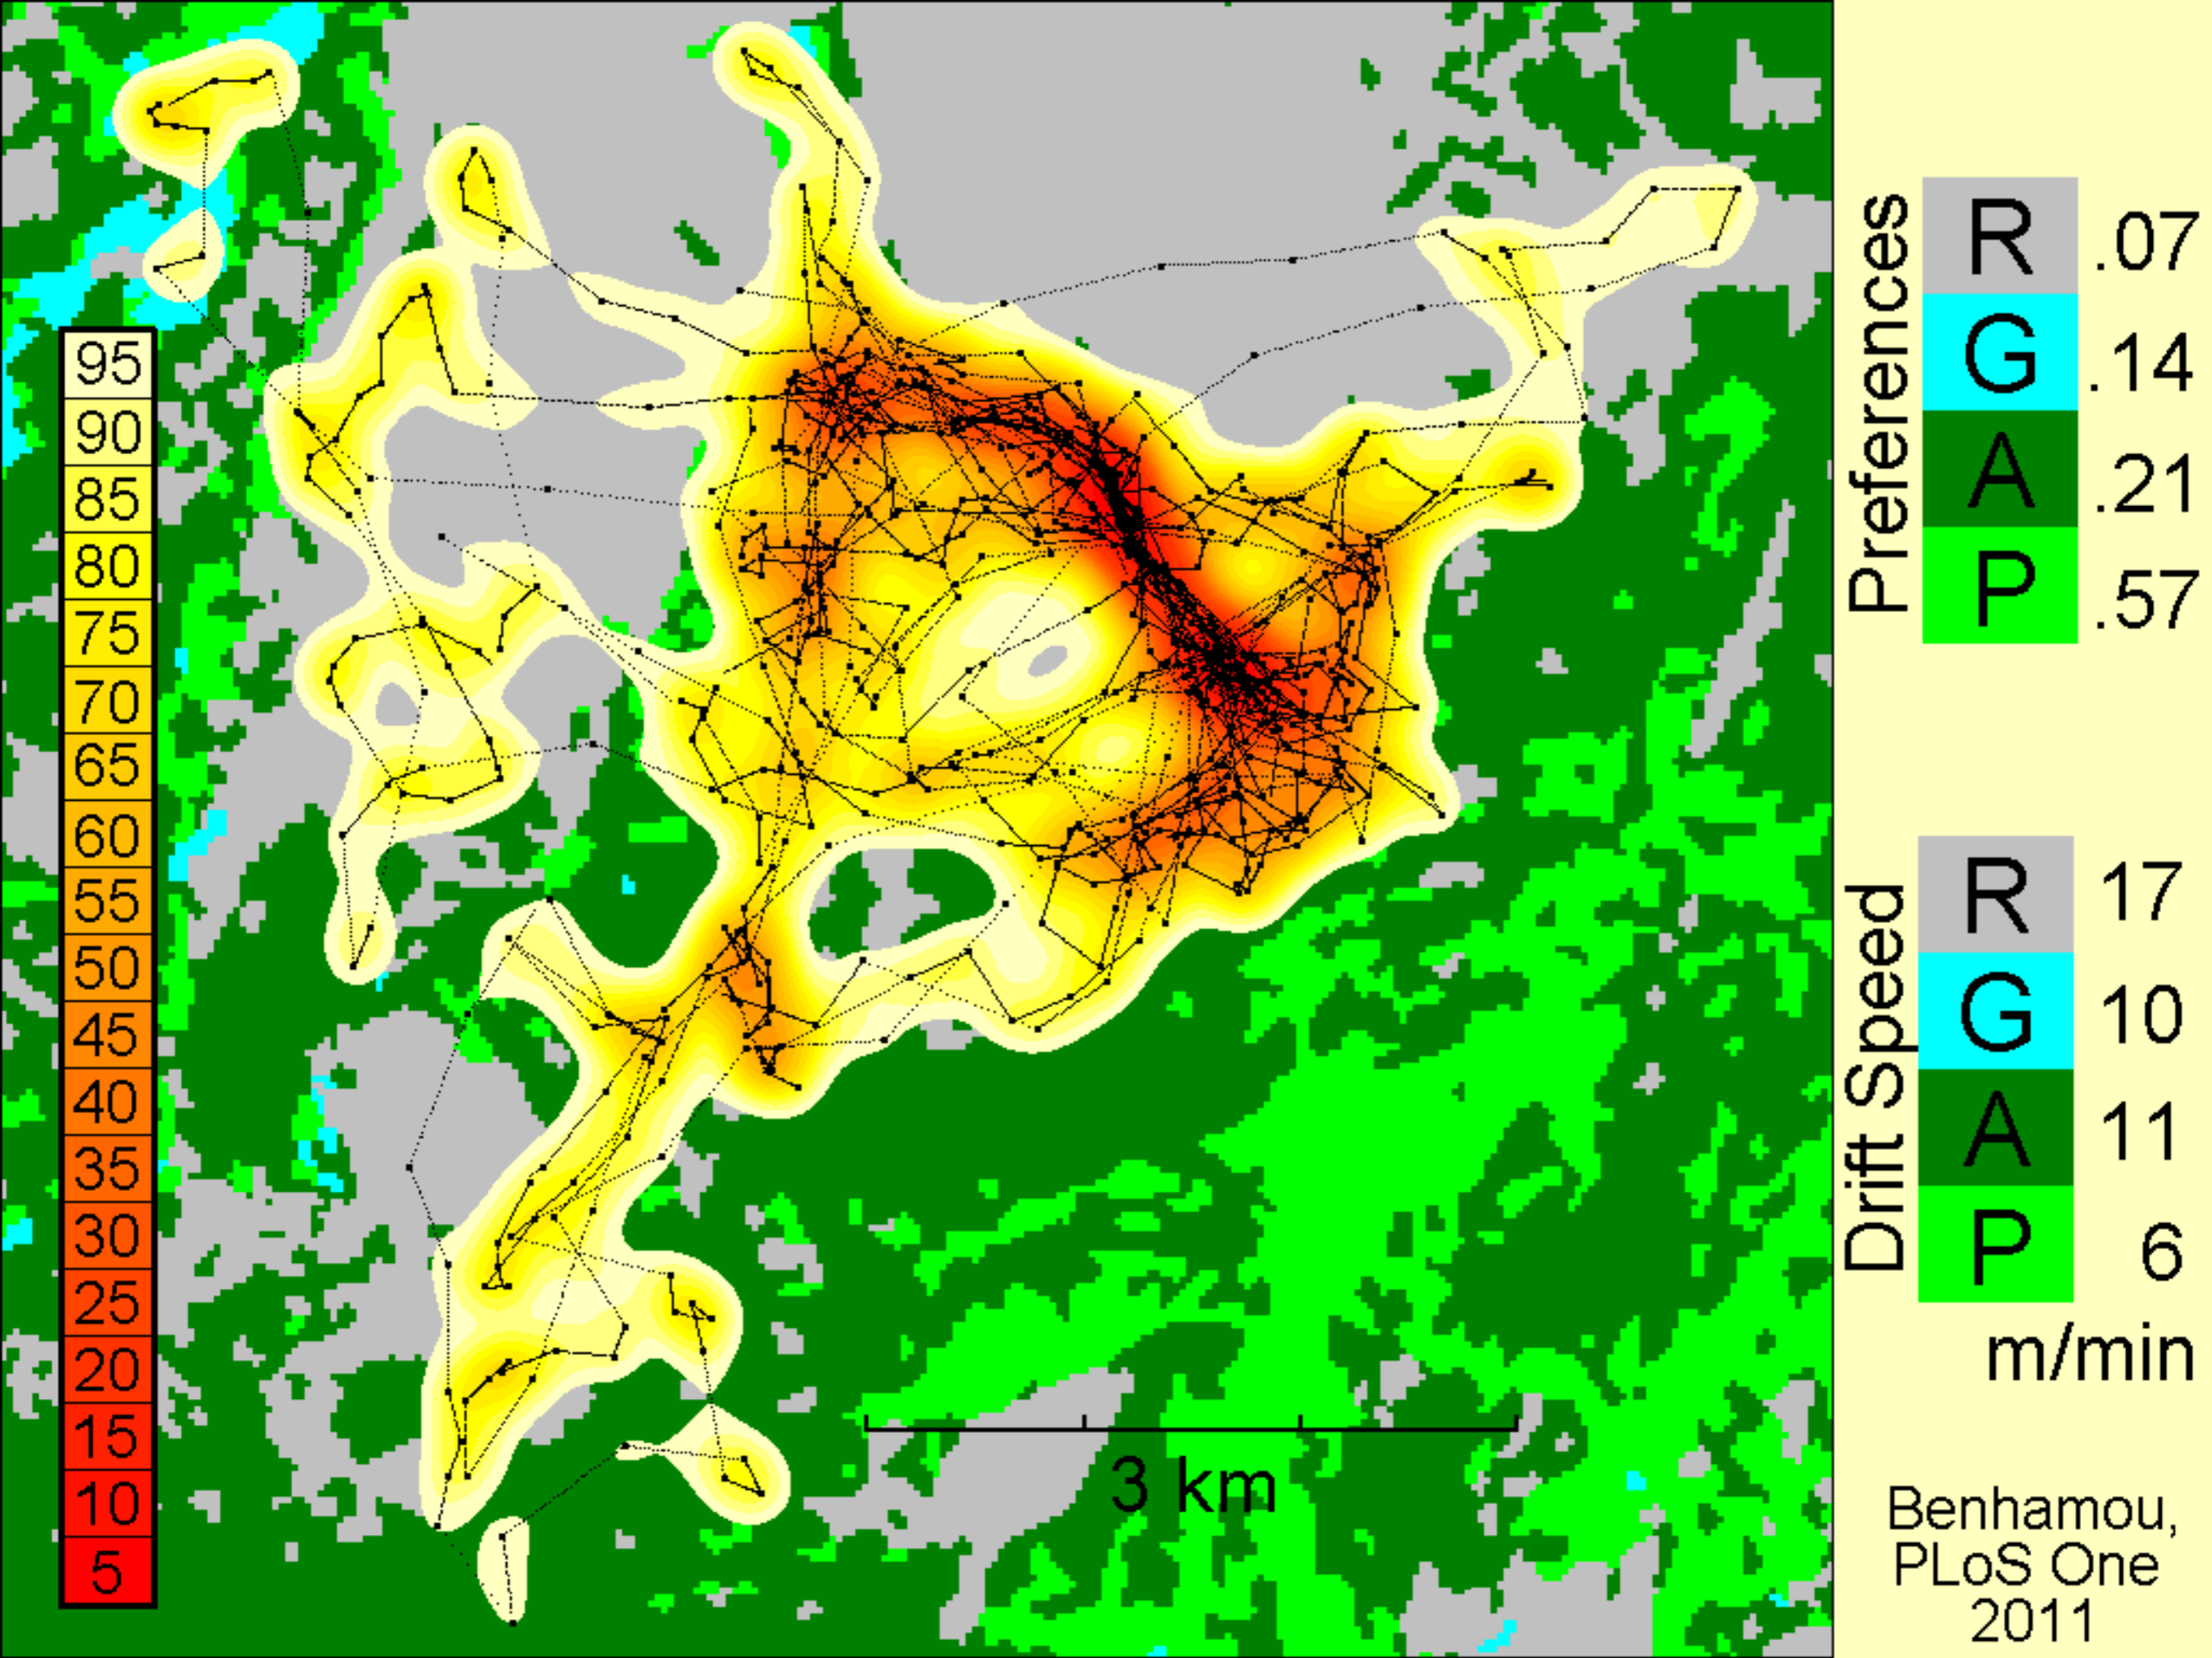 95
90
85
80
75
70
65
60
55
50
45
40
35
30
25
20
15
10
5
3 km
Preferences
R .07
G .14
A .21
P .57
Drift Speed
R 17
G 10
A 11
P 6
m/min
Benhamou,
PLoS One
2011